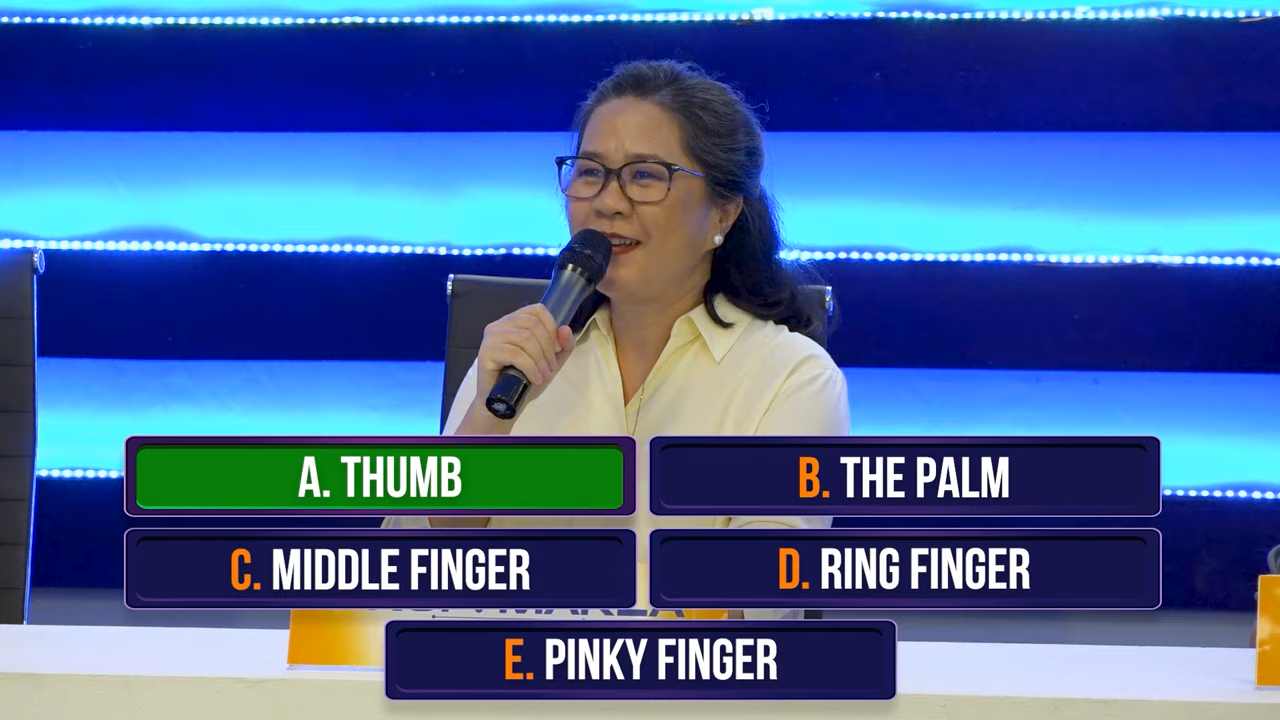 A. THUMB
B. THE PALM
C. MIDDLE FINGER
D. RING FINGER
E. PINKY FINGER